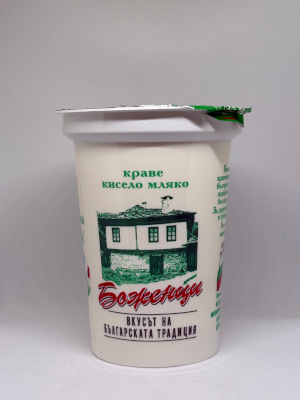 краве
кисело мляко
Боженци
ВКУСЪТ НА
БЪЛГАРСКАТА ТРАДИЦИЯ